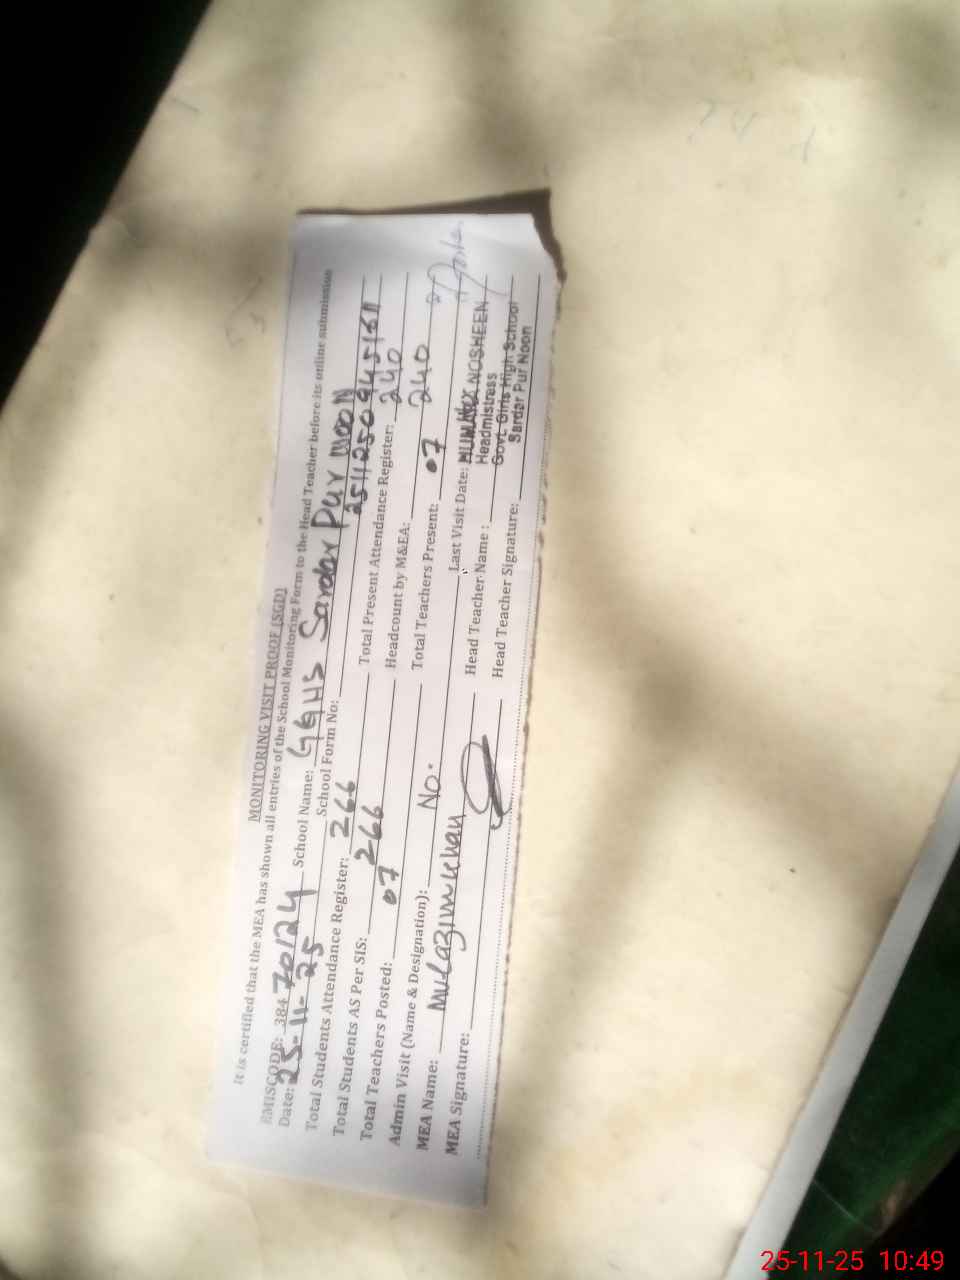 MONITORING VISIT PROOF (SGD)
It is certified that the MEA has shown all entries of the School Monitoring Form to the Head Teacher before its online submission
EMISCODE: 384 70124 School Name: GGHS Sardar Pur Noon
Date: 25-11-25 School Form No: 251125094515
Total Students Attendance Register: 266 Total Present Attendance Register: 240
Total Students AS Per SIS: 266 Headcount by M&EA: 240
Total Teachers Posted: 07 Total Teachers Present: 07
Admin Visit (Name & Designation): No. Last Visit Date:
MEA Name: Mulazim Khan Head Teacher Name:
MEA Signature: Head Teacher Signature:
NOSHEEN
Headmistress
Govt. Girls High School
Sardar Pur Noon
25-11-25 10:49